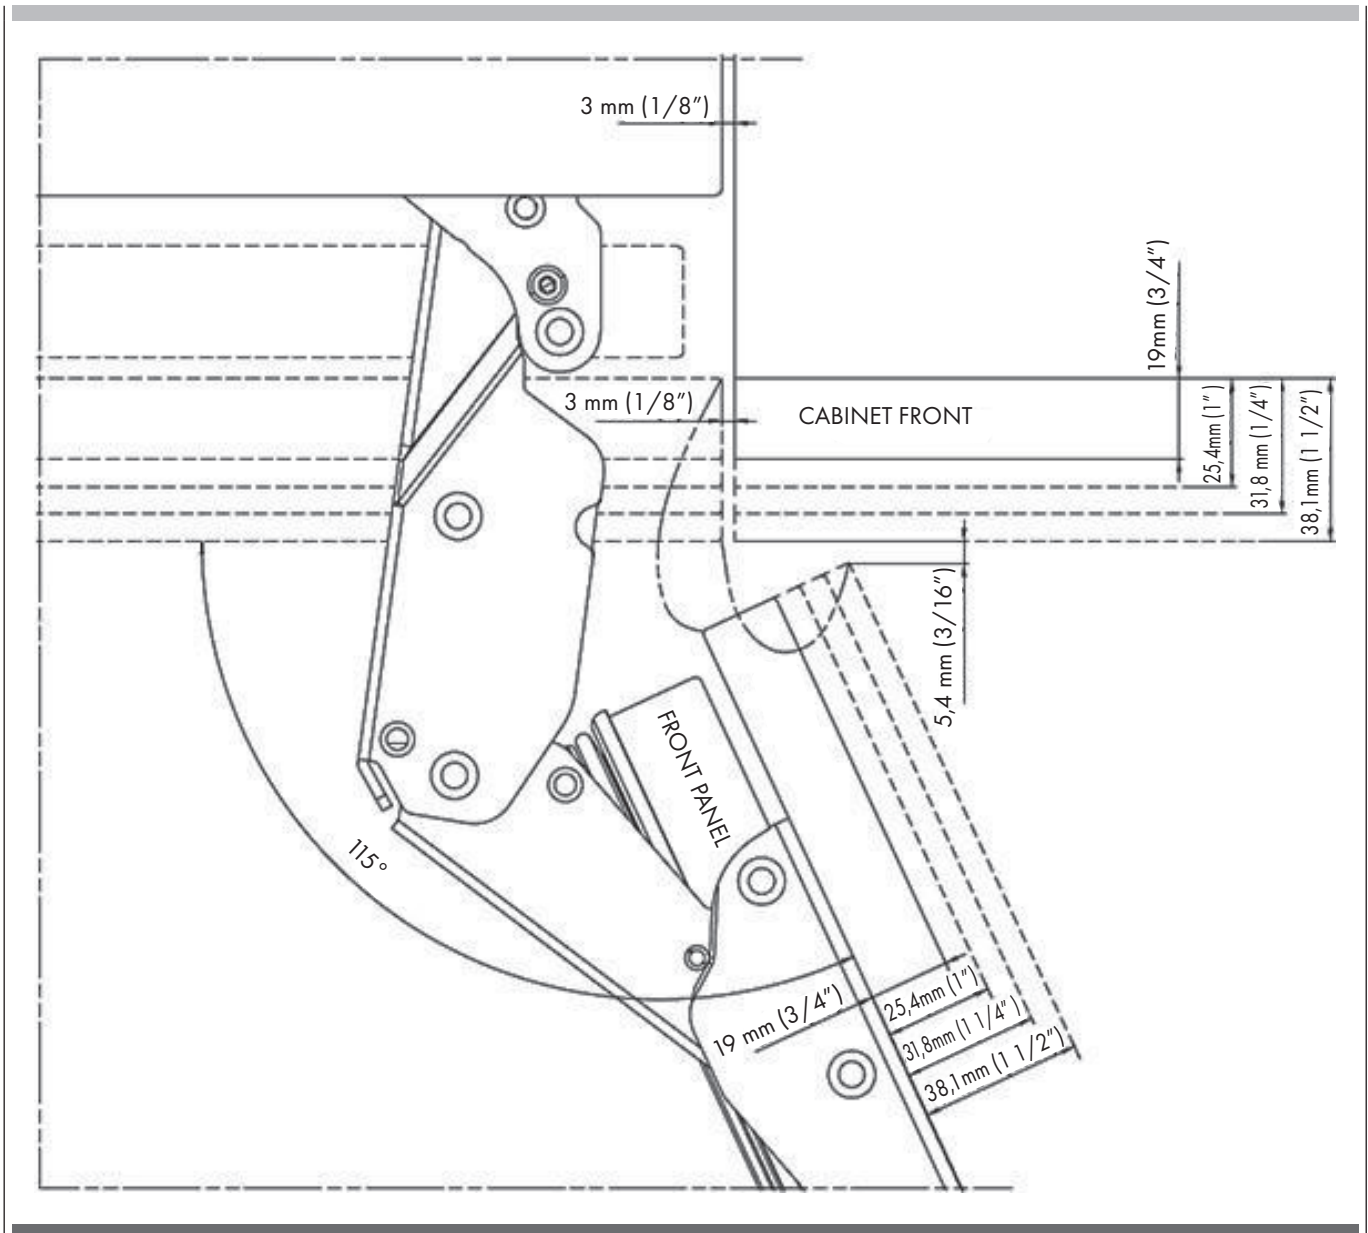 3 mm (1/8”)
19mm (3/4”)
3 mm (1/8”)
CABINET FRONT
25,4mm (1”)
31,8 mm (1 1/4”)
38,1mm (1 1/2”)
5,4 mm (3/16”)
FRONT PANEL
115°
19 mm (3/4”)
25,4mm (1”)
31,8mm (1 1/4”)
38,1mm (1 1/2”)